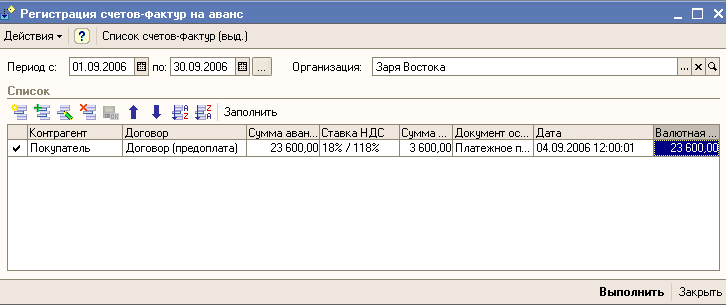 Регистрация счетов-фактур на аванс
Действия Список счетов-фактур (выд.)
Период с: 01.09.2006 по: 30.09.2006 ... Организация: Заря Востока ... x
Список
Заполнить
Контрагент Договор Сумма аван... Ставка НДС Сумма ... Документ ос... Дата Валютная ...
Покупатель Договор (предоплата) 23 600,00 18% / 118% 3 600,00 Платежное п... 04.09.2006 12:00:01 23 600,00
Выполнить Закрыть